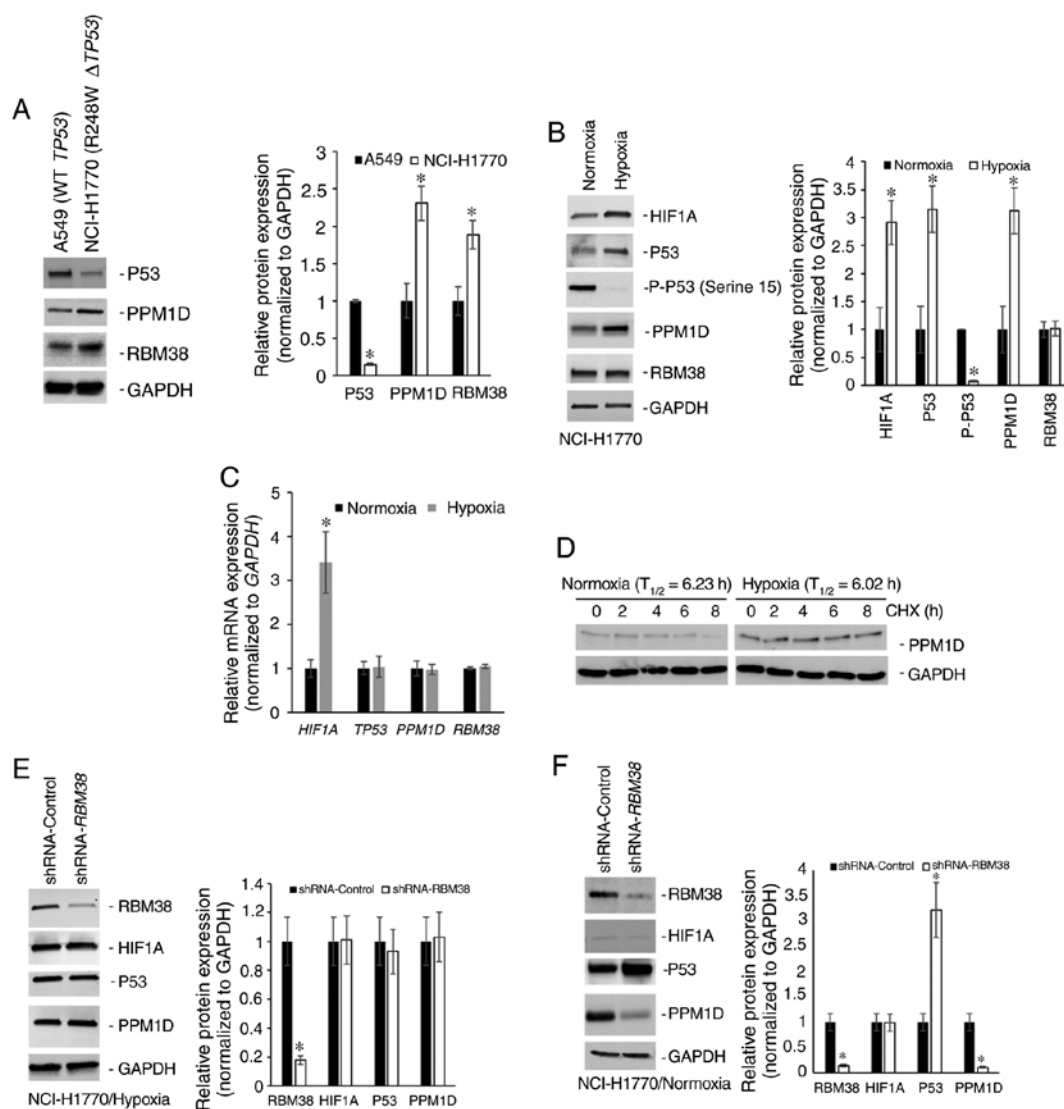 A
A549 (WT TP53)
NCI-H1770 (R248W ΔTP53)
-P53
-PPM1D
-RBM38
-GAPDH
Relative protein expression
(normalized to GAPDH)
A549 NCI-H1770
3
2.5
2
1.5
1
0.5
0
*
*
*
P53 PPM1D RBM38
B
Normoxia
Hypoxia
-HIF1A
-P53
-P-P53 (Serine 15)
-PPM1D
-RBM38
-GAPDH
NCI-H1770
Relative protein expression
(normalized to GAPDH)
Normoxia Hypoxia
4
3.5
3
2.5
2
1.5
1
0.5
0
* * * *
HIF1A
P53
P-P53
PPM1D
RBM38
C
Relative mRNA expression
(normalized to GAPDH)
Normoxia Hypoxia
5
4
3
2
1
0
*
HIF1A TP53 PPM1D RBM38
D
Normoxia (T1/2 = 6.23 h) Hypoxia (T1/2 = 6.02 h)
0 2 4 6 8 0 2 4 6 8 CHX (h)
- PPM1D
- GAPDH
E
shRNA-Control
shRNA-RBM38
- RBM38
- HIF1A
- P53
- PPM1D
- GAPDH
NCI-H1770/Hypoxia
Relative protein expression
(normalized to GAPDH)
shRNA-Control shRNA-RBM38
1.4
1.2
1
0.8
0.6
0.4
0.2
0
*
RBM38 HIF1A P53 PPM1D
F
shRNA-Control
shRNA-RBM38
-RBM38
-HIF1A
-P53
-PPM1D
-GAPDH
NCI-H1770/Normoxia
Relative protein expression
(normalized to GAPDH)
shRNA-Control shRNA-RBM38
4
3.5
3
2.5
2
1.5
1
0.5
0
*
*
*
RBM38 HIF1A P53 PPM1D